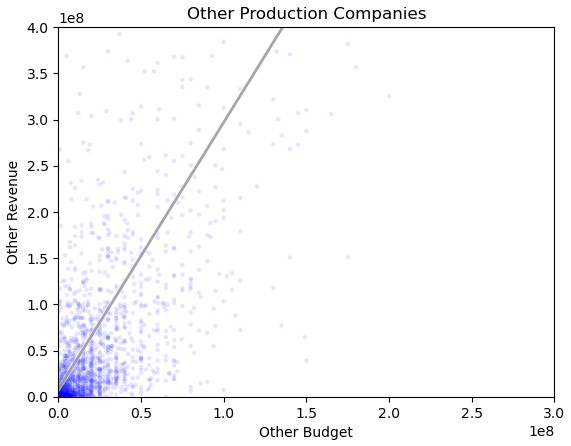 Other Production Companies
1e8
4.0
3.5
3.0
2.5
2.0
1.5
1.0
0.5
0.0
Other Revenue
0.0 0.5 1.0 1.5 2.0 2.5 3.0
1e8
Other Budget